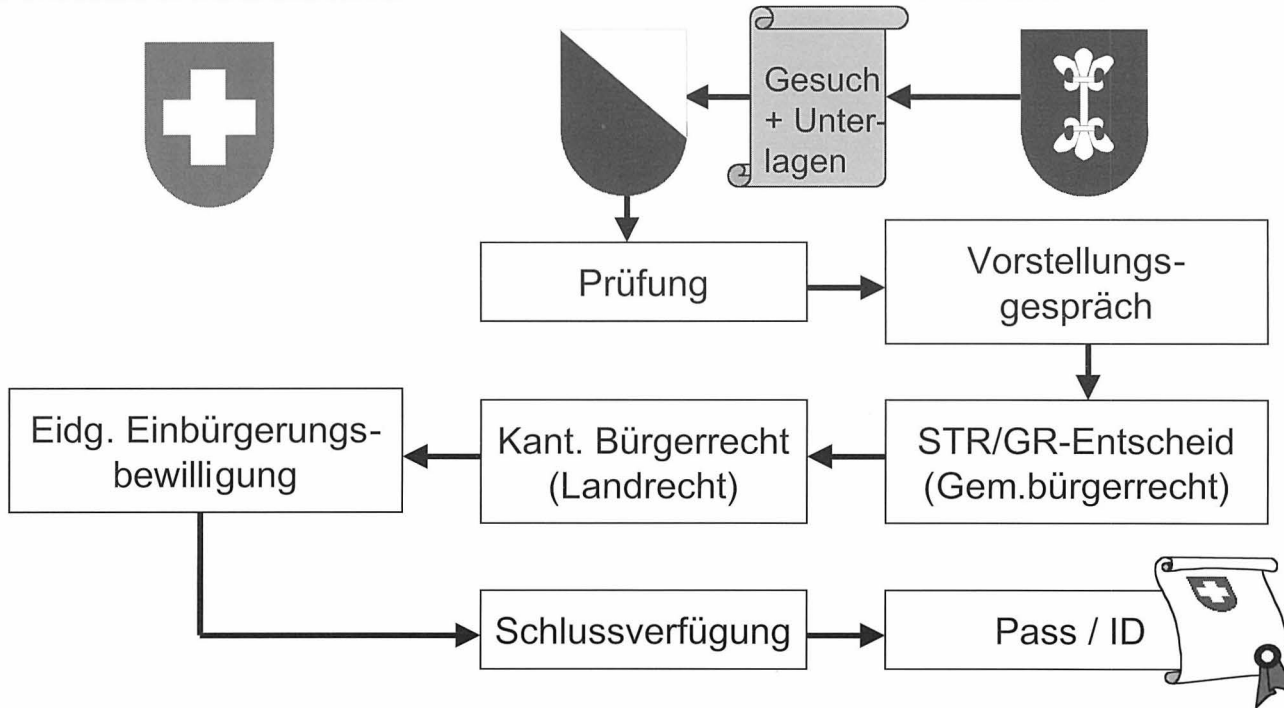 Gesuch
+ Unter-
lagen
Prüfung
Vorstellungs-
gespräch
Eidg. Einbürgerungs-
bewilligung
Kant. Bürgerrecht
(Landrecht)
STR/GR-Entscheid
(Gem.bürgerrecht)
Schlussverfügung
Pass / ID